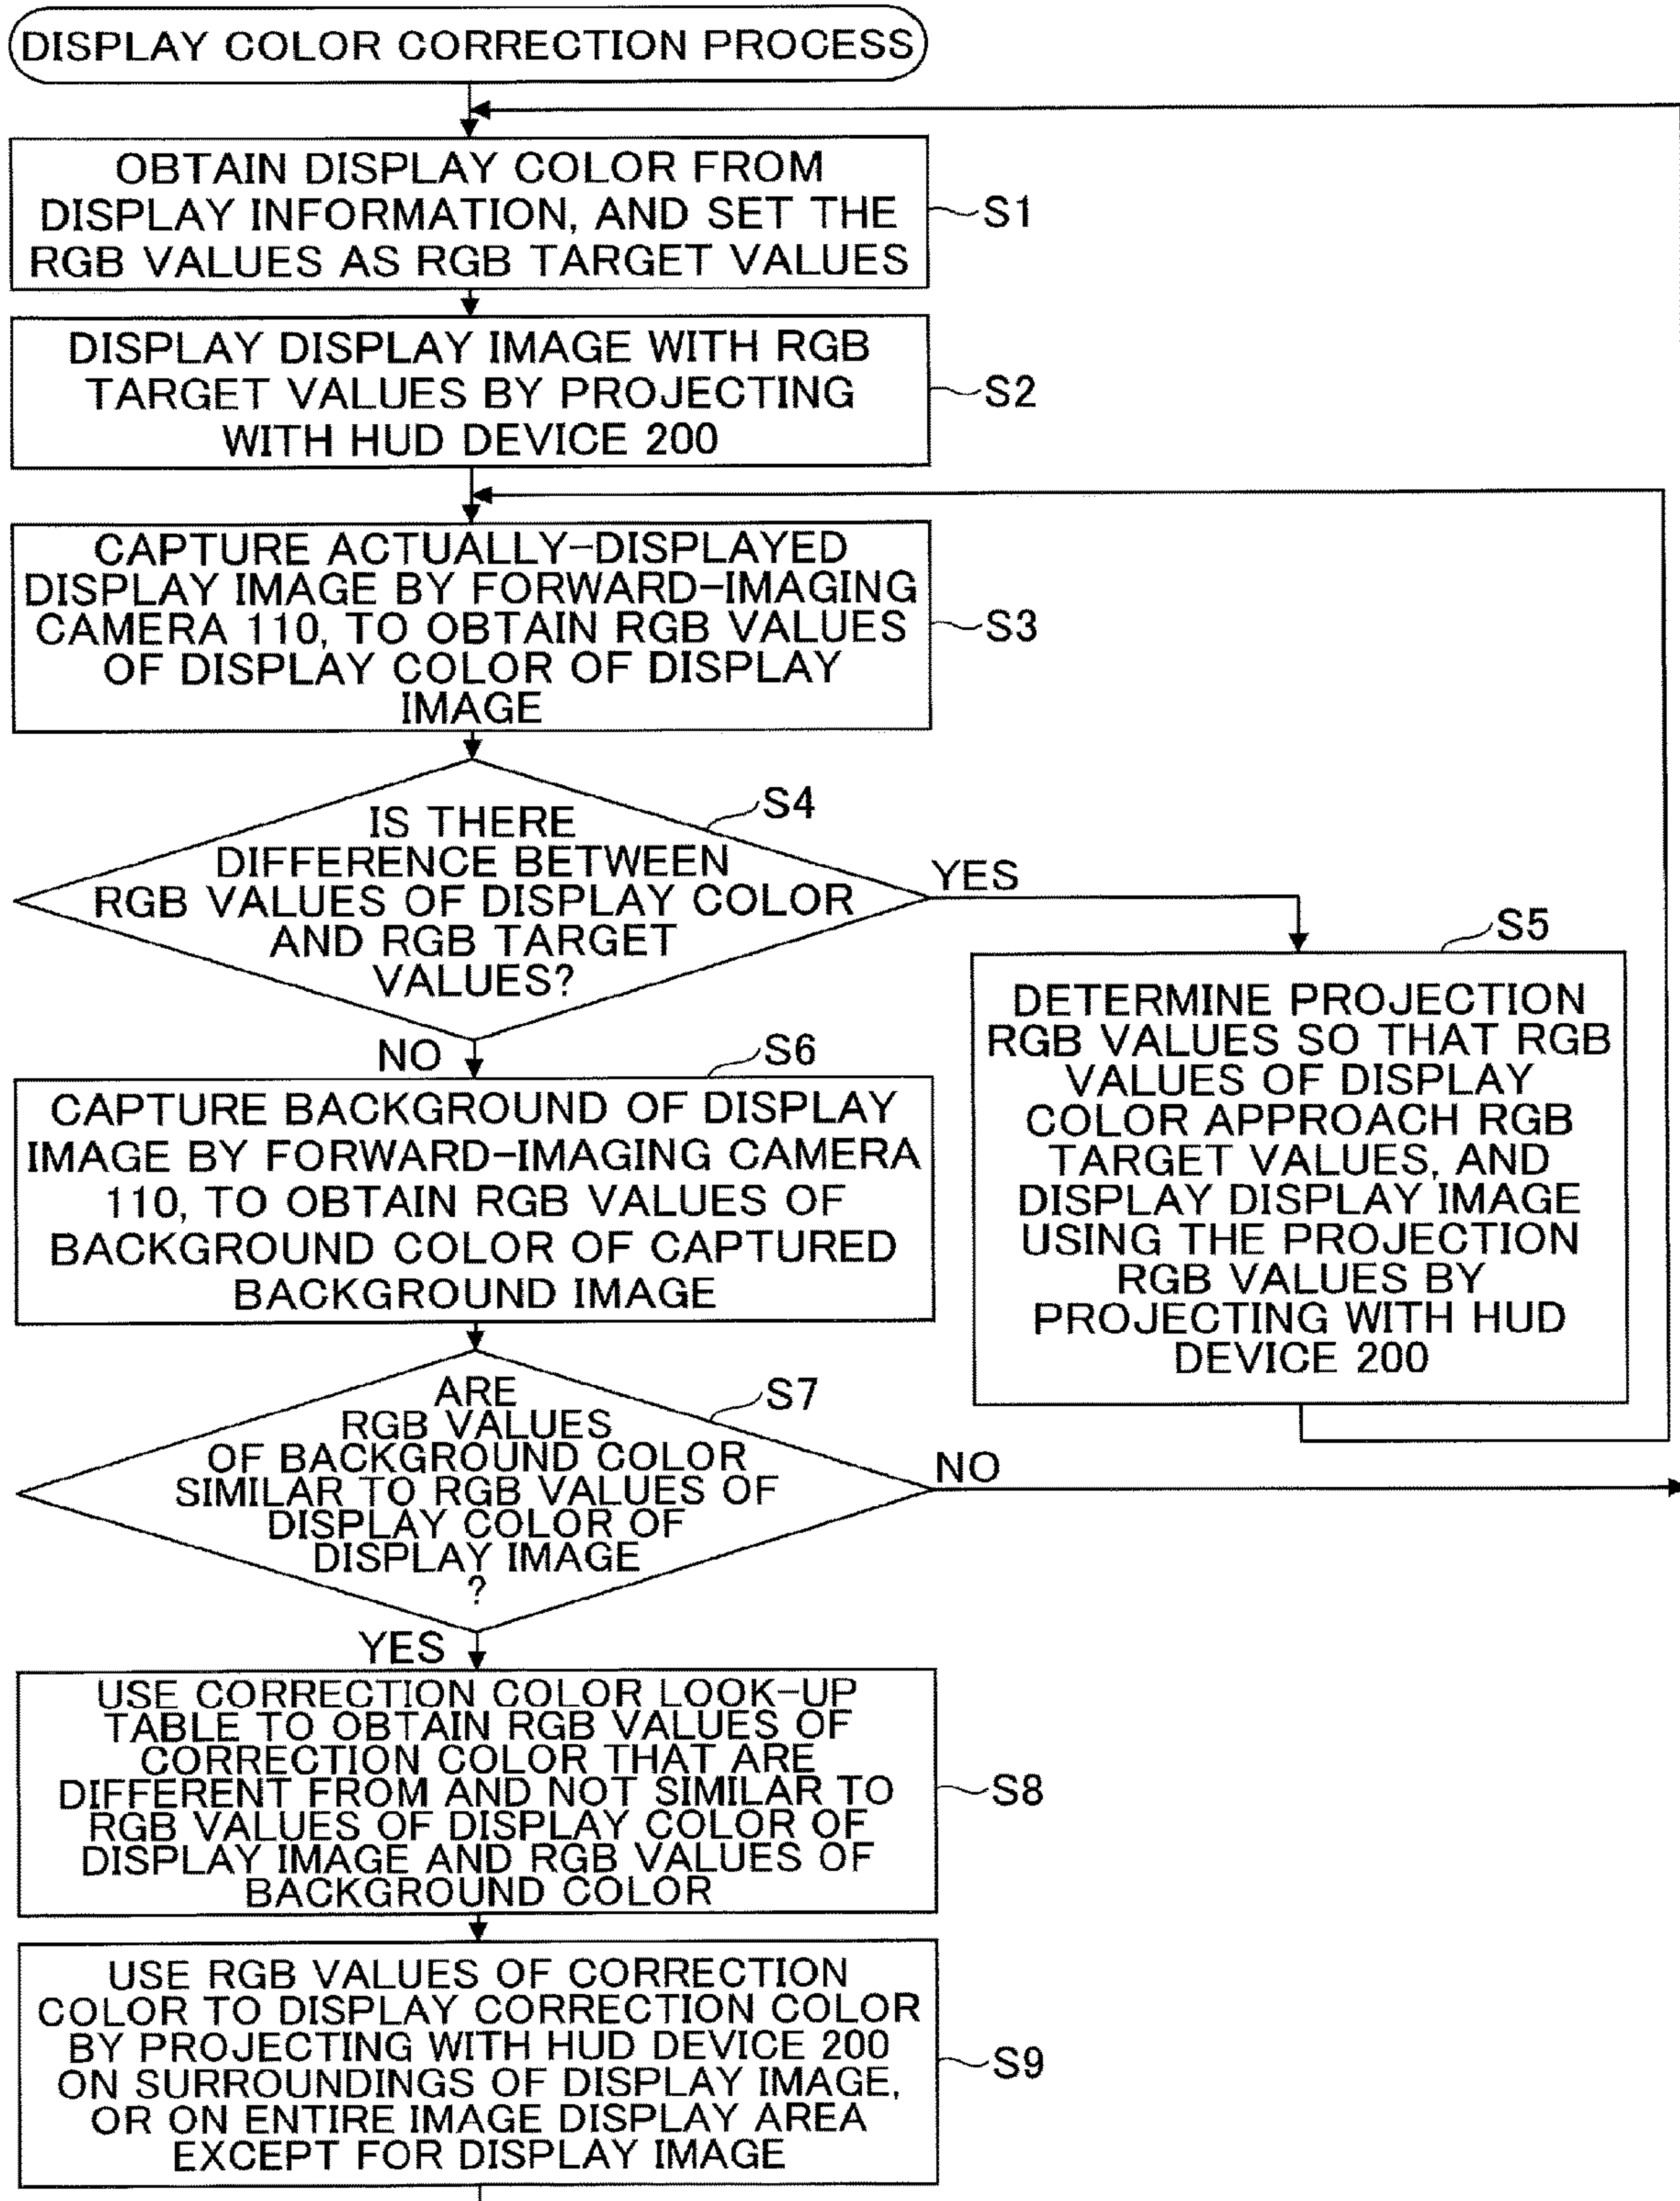 DISPLAY COLOR CORRECTION PROCESS
OBTAIN DISPLAY COLOR FROM
DISPLAY INFORMATION, AND SET THE
RGB VALUES AS RGB TARGET VALUES
S1
DISPLAY DISPLAY IMAGE WITH RGB
TARGET VALUES BY PROJECTING
WITH HUD DEVICE 200
S2
CAPTURE ACTUALLY-DISPLAYED
DISPLAY IMAGE BY FORWARD-IMAGING
CAMERA 110, TO OBTAIN RGB VALUES
OF DISPLAY COLOR OF DISPLAY
IMAGE
S3
S4
IS THERE
DIFFERENCE BETWEEN
RGB VALUES OF DISPLAY COLOR
AND RGB TARGET
VALUES?
YES
NO
S5
DETERMINE PROJECTION
RGB VALUES SO THAT RGB
VALUES OF DISPLAY
COLOR APPROACH RGB
TARGET VALUES, AND
DISPLAY DISPLAY IMAGE
USING THE PROJECTION
RGB VALUES BY
PROJECTING WITH HUD
DEVICE 200
S6
CAPTURE BACKGROUND OF DISPLAY
IMAGE BY FORWARD-IMAGING CAMERA
110, TO OBTAIN RGB VALUES OF
BACKGROUND COLOR OF CAPTURED
BACKGROUND IMAGE
S7
ARE
RGB VALUES
OF BACKGROUND COLOR
SIMILAR TO RGB VALUES OF
DISPLAY COLOR OF
DISPLAY IMAGE
?
NO
YES
USE CORRECTION COLOR LOOK-UP
TABLE TO OBTAIN RGB VALUES OF
CORRECTION COLOR THAT ARE
DIFFERENT FROM AND NOT SIMILAR TO
RGB VALUES OF DISPLAY COLOR OF
DISPLAY IMAGE AND RGB VALUES OF
BACKGROUND COLOR
S8
USE RGB VALUES OF CORRECTION
COLOR TO DISPLAY CORRECTION COLOR
BY PROJECTING WITH HUD DEVICE 200
ON SURROUNDINGS OF DISPLAY IMAGE,
OR ON ENTIRE IMAGE DISPLAY AREA
EXCEPT FOR DISPLAY IMAGE
S9